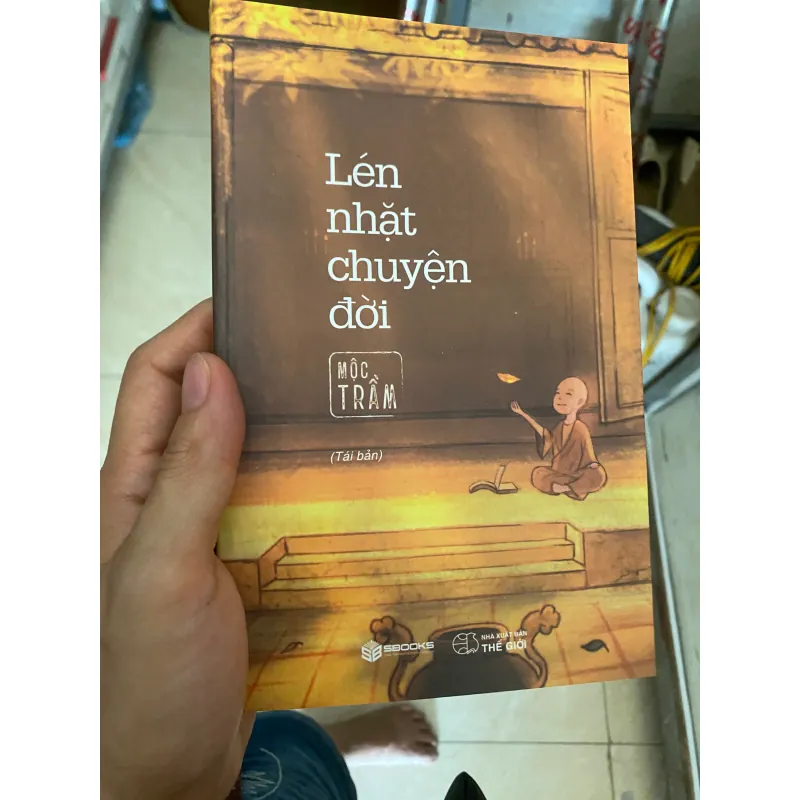 Lén
nhặt
chuyện
đời
MỘC
TRẦM
(Tái bản)
SBOOKS
NHÀ XUẤT BẢN
THẾ GIỚI